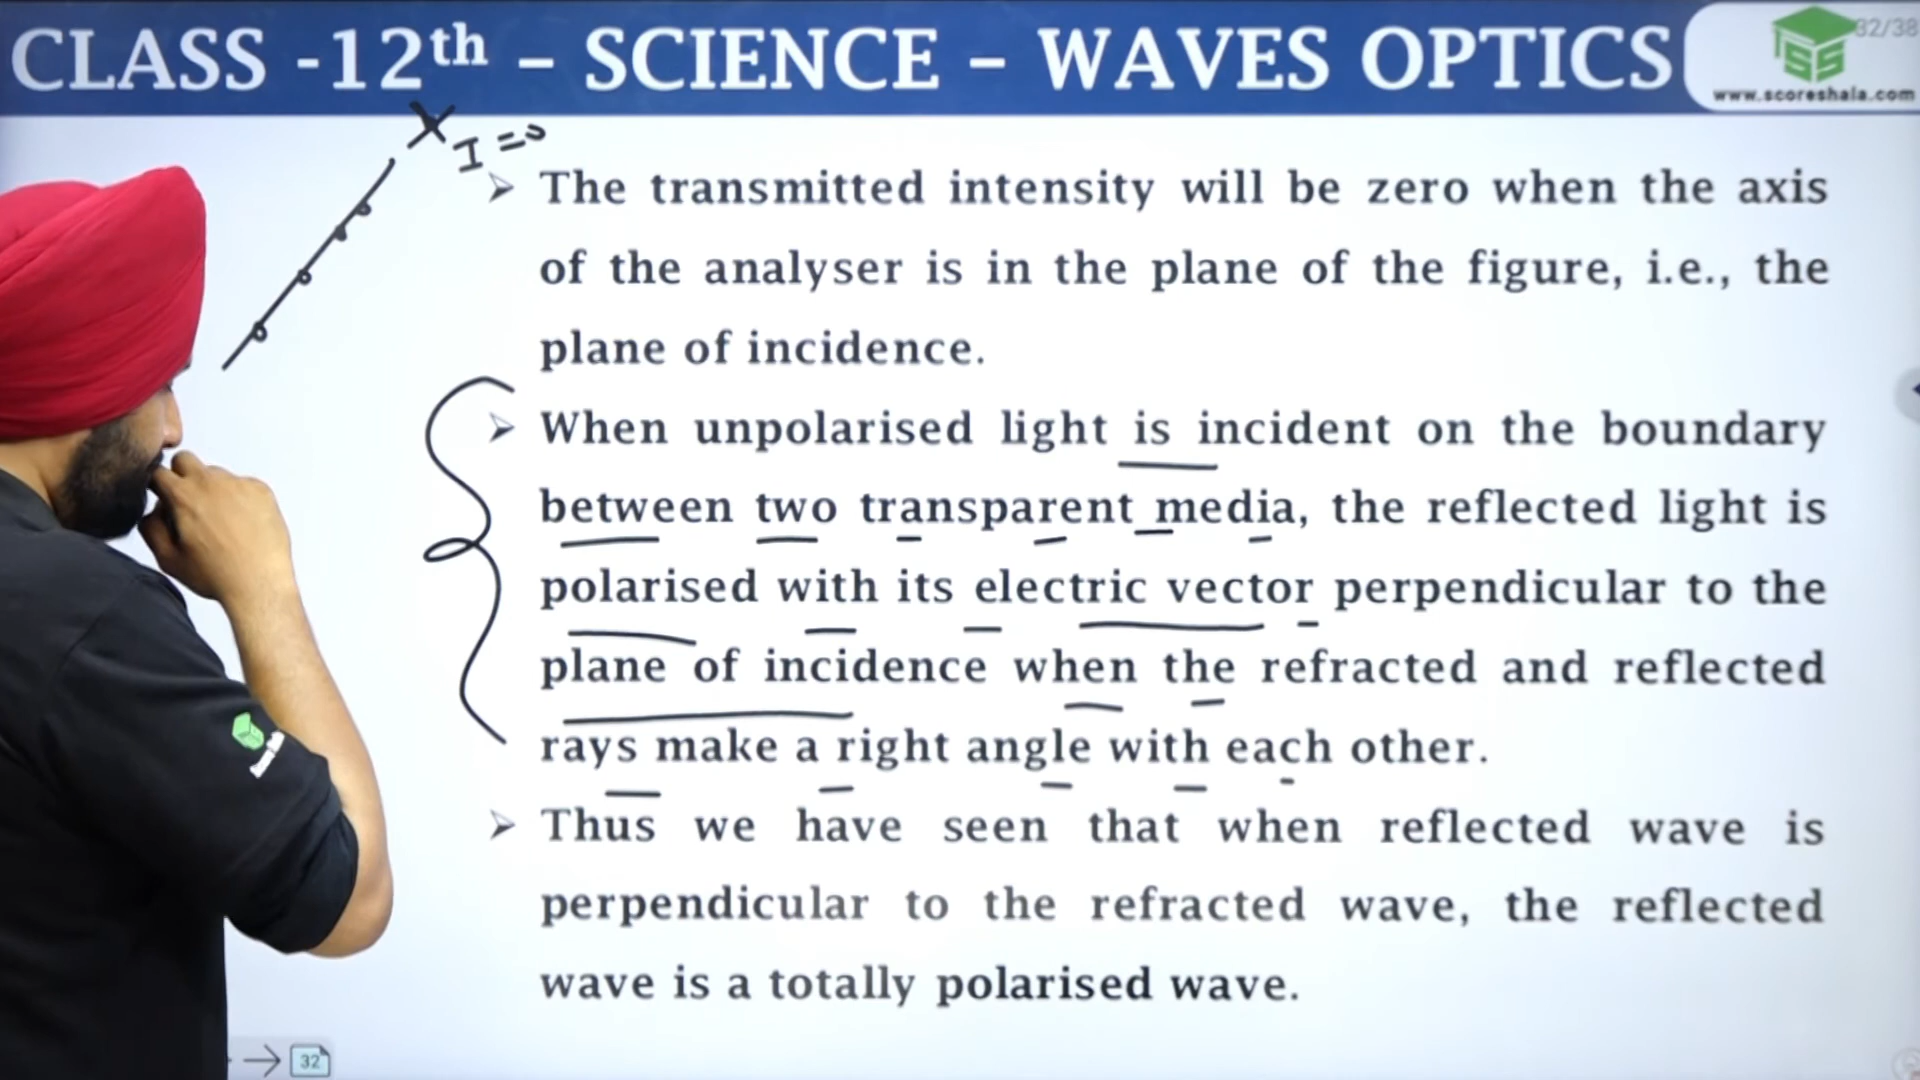 CLASS -12th – SCIENCE – WAVES OPTICS
32/38
www.scoreshala.com
I = 0
➢ The transmitted intensity will be zero when the axis
of the analyser is in the plane of the figure, i.e., the
plane of incidence.
➢ When unpolarised light is incident on the boundary
between two transparent media, the reflected light is
polarised with its electric vector perpendicular to the
plane of incidence when the refracted and reflected
rays make a right angle with each other.
➢ Thus we have seen that when reflected wave is
perpendicular to the refracted wave, the reflected
wave is a totally polarised wave.
32